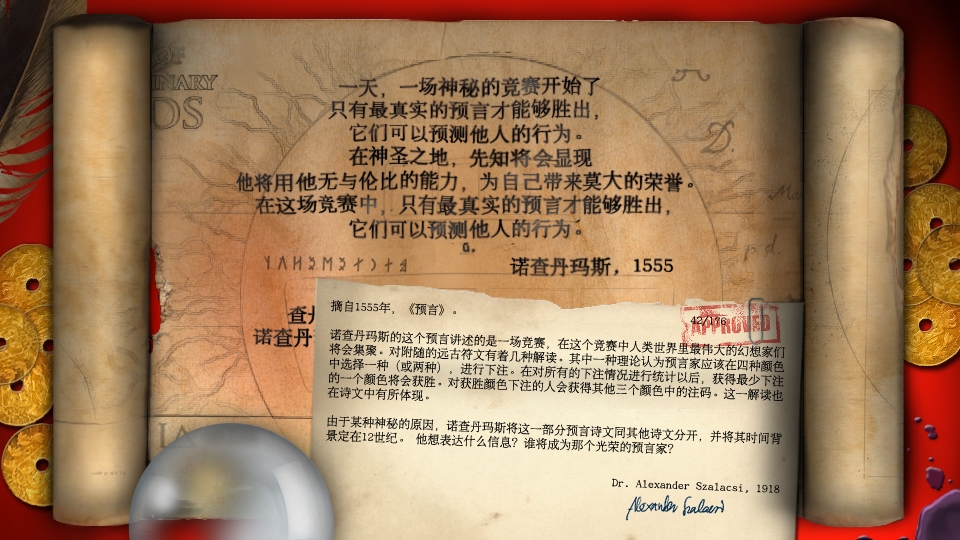 INARY
OS
一天，一场神秘的竞赛开始了
只有最真实的预言才能够胜出，
它们可以预测他人的行为。
在神圣之地，先知将会显现
他将用他无与伦比的能力，为自己带来莫大的荣誉。
在这场竞赛中，只有最真实的预言才能够胜出，
它们可以预测他人的行为。
G.
诺查丹玛斯，1555
查丹
诺查丹玛斯
摘自1555年，《预言》。
42/176
APPROVED
诺查丹玛斯的这个预言讲述的是一场竞赛，在这个竞赛中人类世界里最伟大的幻想家们
将会集聚。对附随的远古符文有着几种解读。其中一种理论认为预言家应该在四种颜色
中选择一种（或两种），进行下注。在对所有的下注情况进行统计以后，获得最少下注
的一个颜色将会获胜。对获胜颜色下注的人会获得其他三个颜色中的注码。这一解读也
在诗文中有所体现。
由于某种神秘的原因，诺查丹玛斯将这一部分预言诗文同其他诗文分开，并将其时间背
景定在12世纪。 他想表达什么信息？谁将成为那个光荣的预言家？
Dr. Alexander Szalacsi, 1918
Alexander Szalacsi